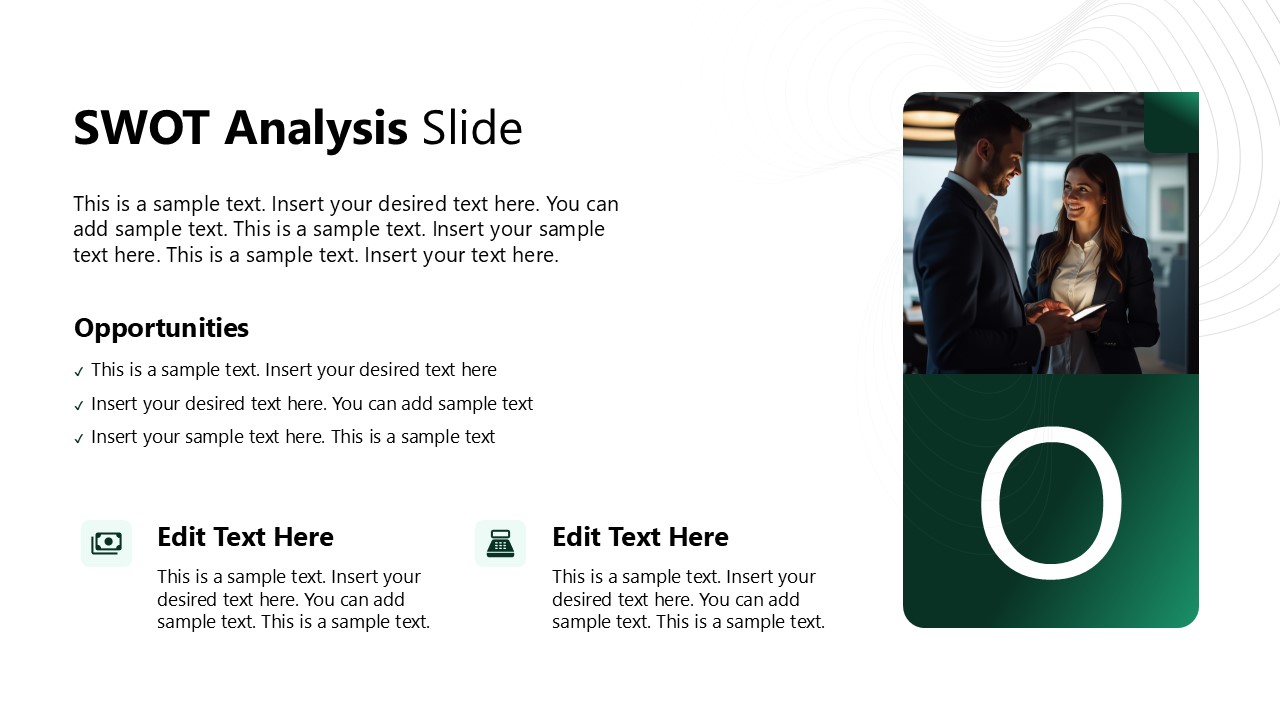 SWOT Analysis Slide
This is a sample text. Insert your desired text here. You can
add sample text. This is a sample text. Insert your sample
text here. This is a sample text. Insert your text here.
Opportunities
✓ This is a sample text. Insert your desired text here
✓ Insert your desired text here. You can add sample text
✓ Insert your sample text here. This is a sample text
Edit Text Here
This is a sample text. Insert your
desired text here. You can add
sample text. This is a sample text.
Edit Text Here
This is a sample text. Insert your
desired text here. You can add
sample text. This is a sample text.
O